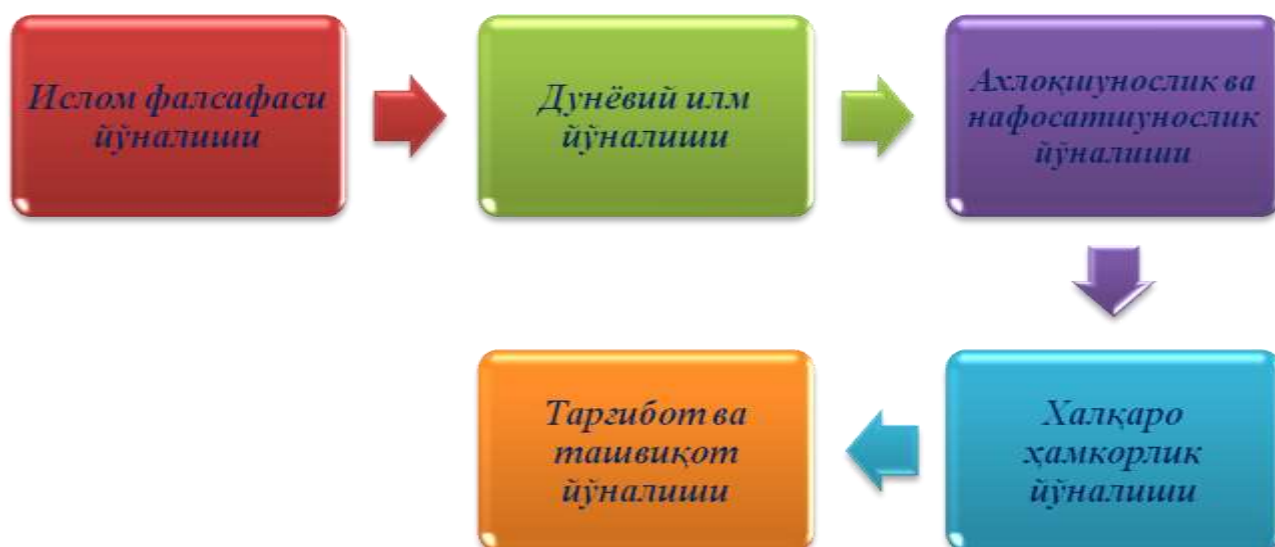 Ислом фалсафаси
йўналиши
Дунёвий илм
йўналиши
Ахлоқшунослик ва
нафосатшунослик
йўналиши
Халқаро
ҳамкорлик
йўналиши
Тарғибот ва
ташвиқот
йўналиши